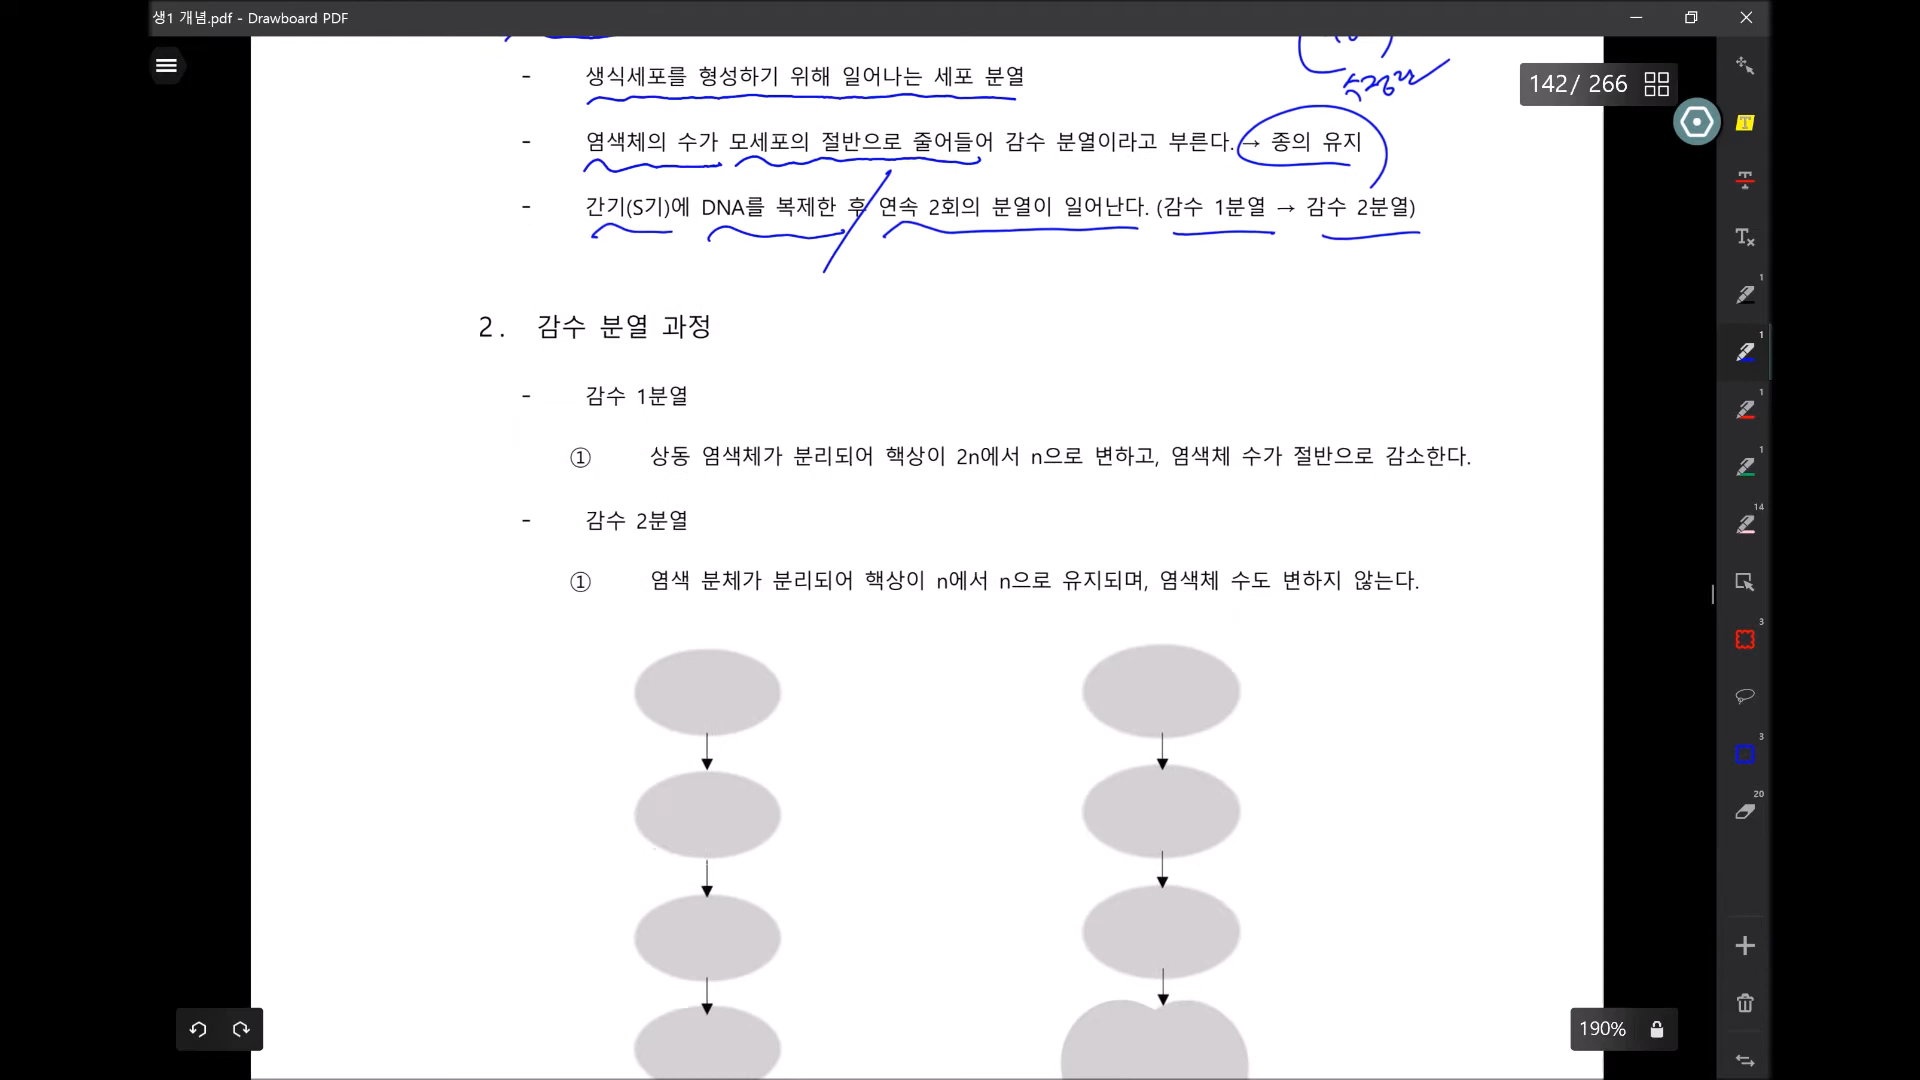 생1 개념.pdf - Drawboard PDF
- 생식세포를 형성하기 위해 일어나는 세포 분열
142/ 266
- 염색체의 수가 모세포의 절반으로 줄어들어 감수 분열이라고 부른다. → 종의 유지
- 간기(S기)에 DNA를 복제한 후 연속 2회의 분열이 일어난다. (감수 1분열 → 감수 2분열)
2. 감수 분열 과정
- 감수 1분열
① 상동 염색체가 분리되어 핵상이 2n에서 n으로 변하고, 염색체 수가 절반으로 감소한다.
- 감수 2분열
① 염색 분체가 분리되어 핵상이 n에서 n으로 유지되며, 염색체 수도 변하지 않는다.
190%
T
T
Tx
1
1
1
1
14
3
3
20